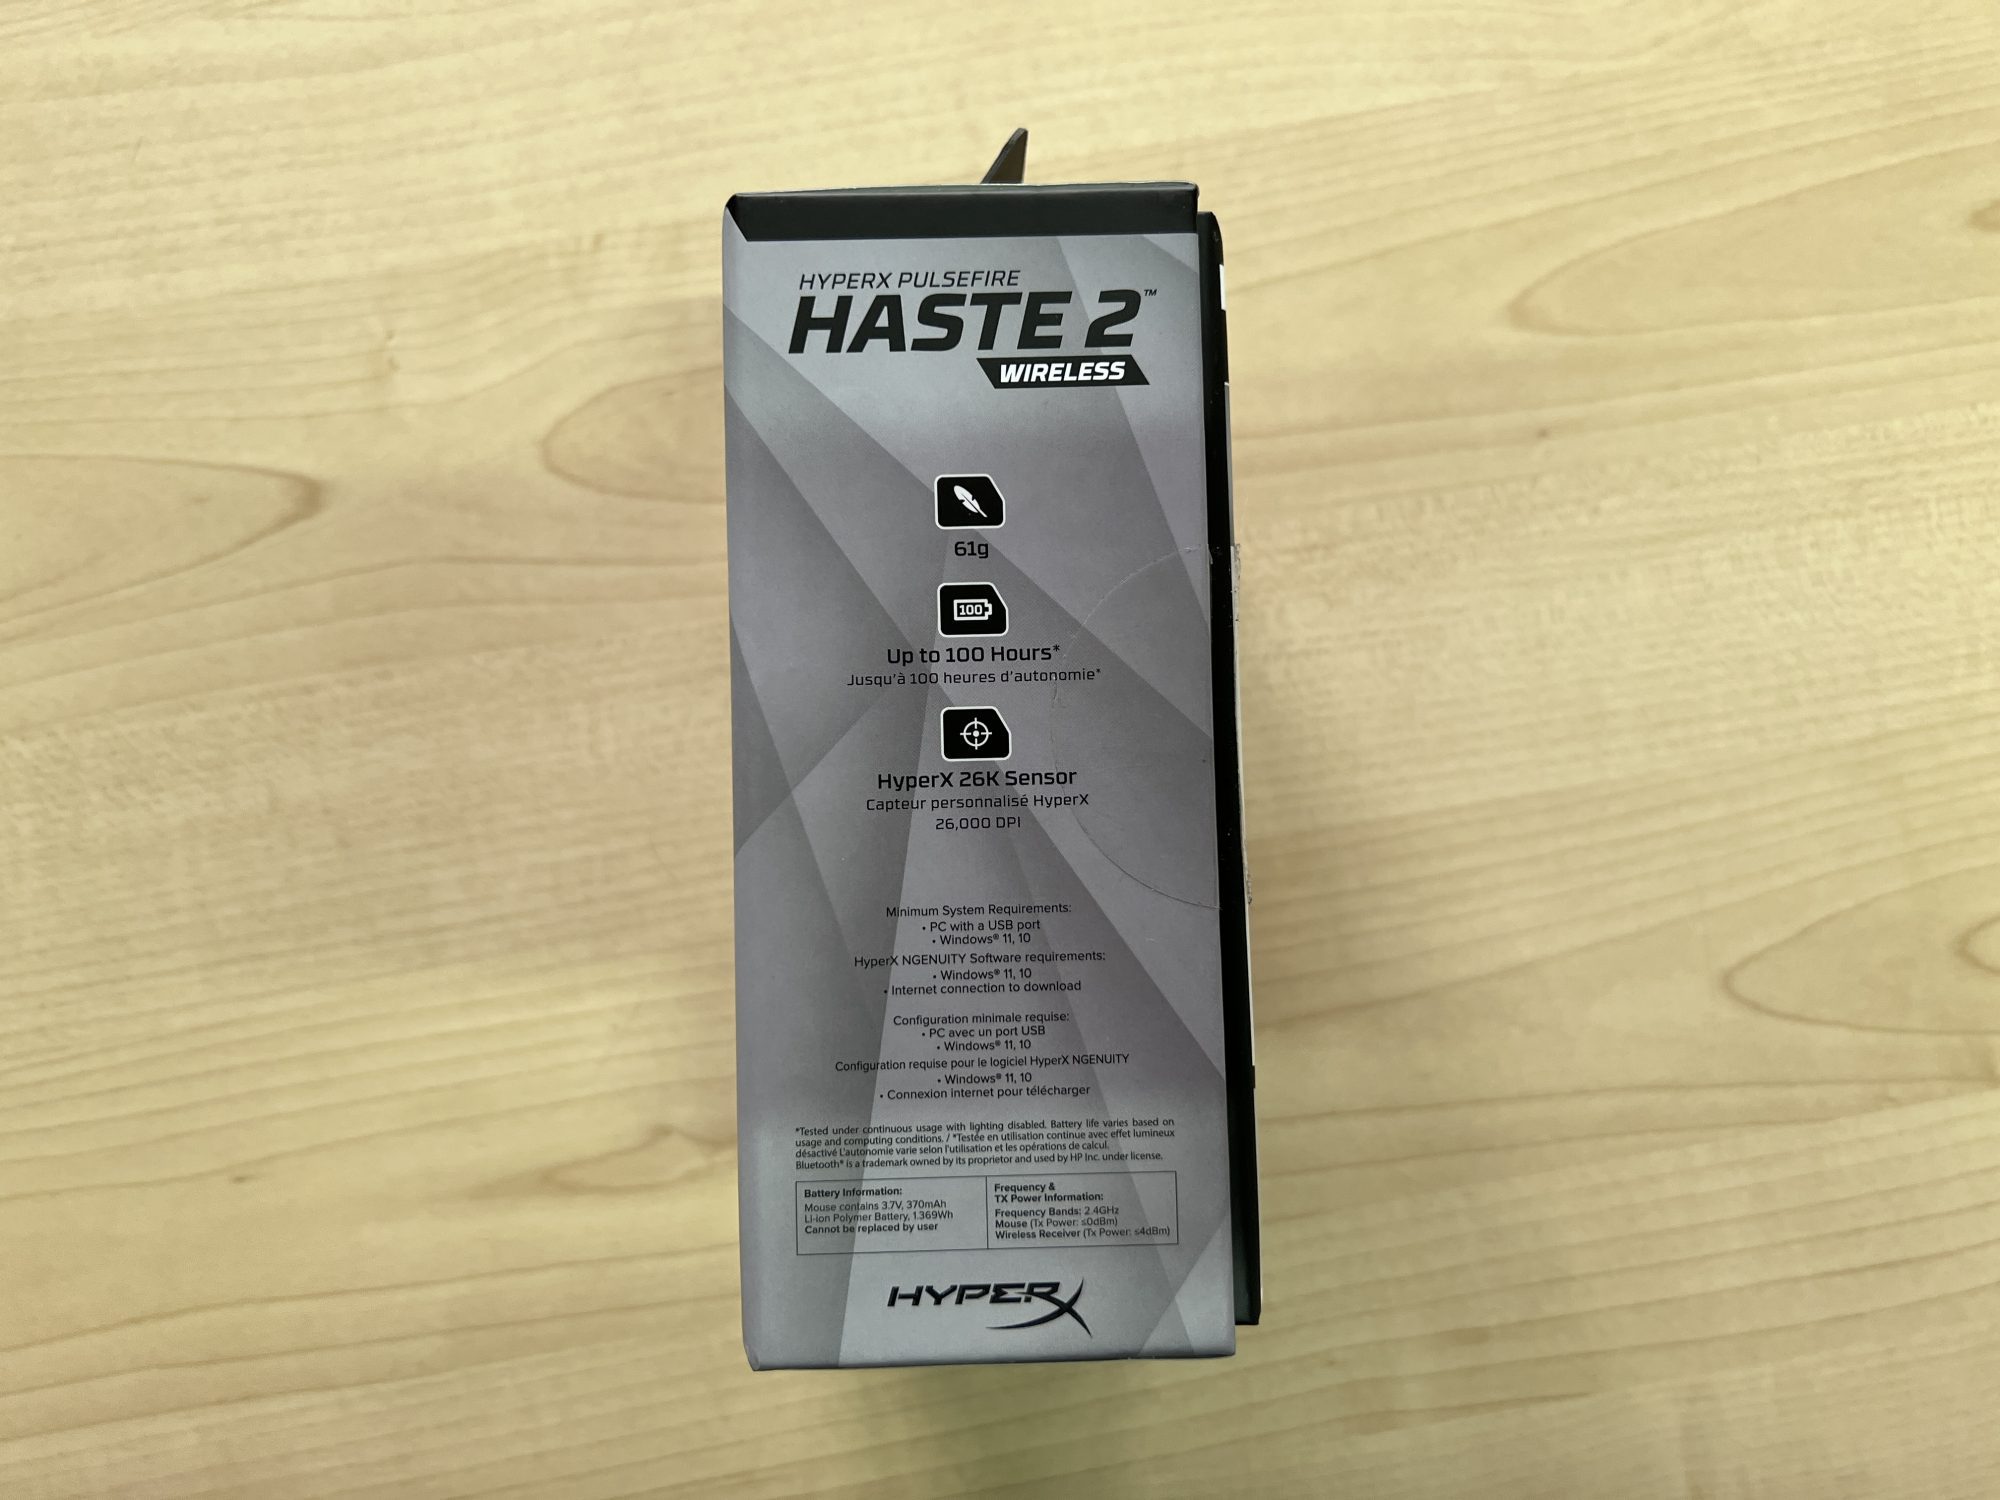 HYPERX PULSEFIRE
HASTE 2™
WIRELESS
61g
100
Up to 100 Hours*
Jusqu'à 100 heures d'autonomie*
HyperX 26K Sensor
Capteur personnalisé HyperX
26,000 DPI
Minimum System Requirements:
• PC with a USB port
• Windows® 11, 10
HyperX NGENUITY Software requirements:
• Windows® 11, 10
• Internet connection to download
Configuration minimale requise:
• PC avec un port USB
• Windows® 11, 10
Configuration requise pour le logiciel HyperX NGENUITY
• Windows® 11, 10
• Connexion internet pour télécharger
*Tested under continuous usage with lighting disabled. Battery life varies based on
usage and computing conditions. / *Testée en utilisation continue avec effet lumineux
désactivé L'autonomie varie selon l'utilisation et les opérations de calcul.
Bluetooth® is a trademark owned by its proprietor and used by HP Inc. under license.
Battery Information:
Mouse contains 3.7V, 370mAh
Li-ion Polymer Battery, 1.369Wh
Cannot be replaced by user
Frequency &
TX Power Information:
Frequency Bands: 2.4GHz
Mouse (Tx Power: ≤0dBm)
Wireless Receiver (Tx Power: ≤4dBm)
HYPERX